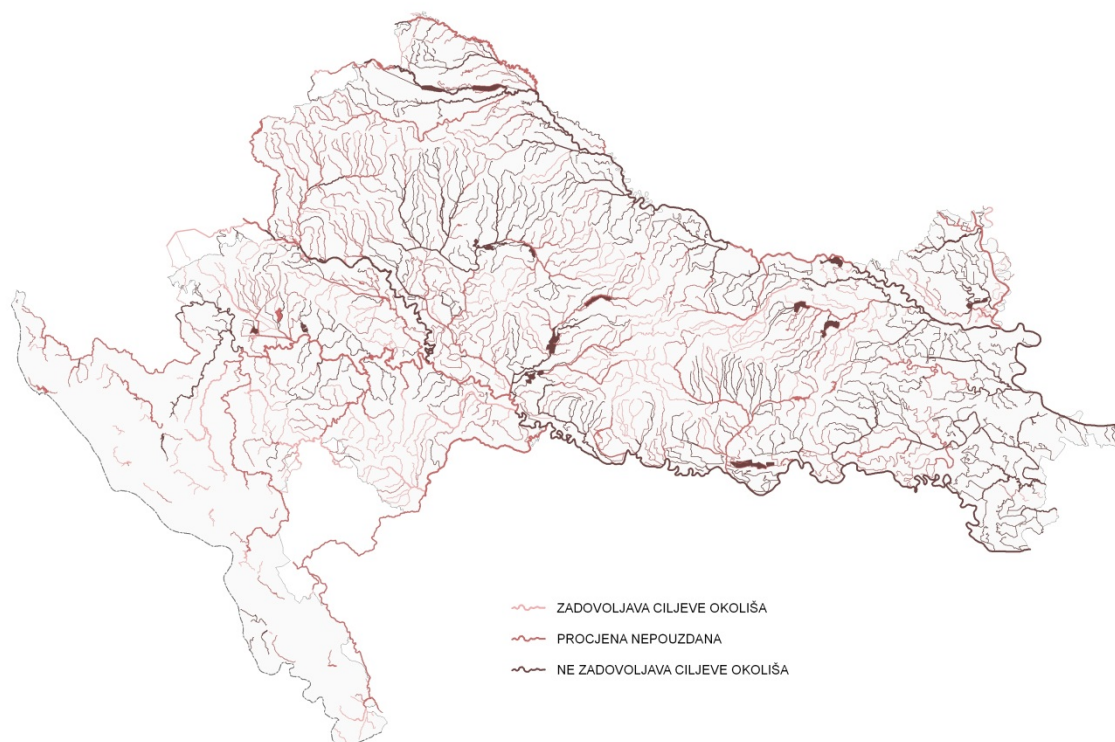 ZADOVOLJAVA CILJEVE OKOLIŠA
PROCJENA NEPOUZDANA
NE ZADOVOLJAVA CILJEVE OKOLIŠA